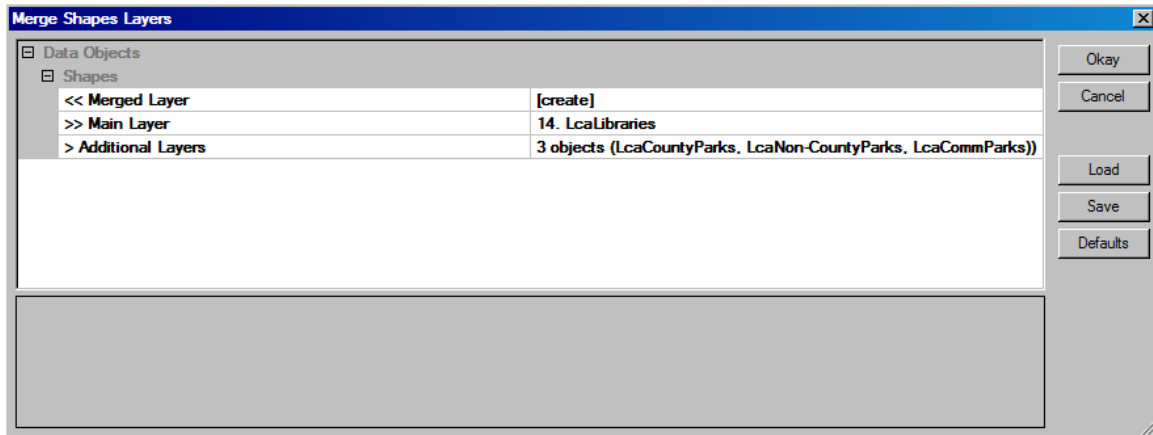 Merge Shapes Layers
Data Objects
Shapes
<< Merged Layer [create]
>> Main Layer 14. LcaLibraries
> Additional Layers 3 objects (LcaCountyParks, LcaNon-CountyParks, LcaCommParks))
Okay
Cancel
Load
Save
Defaults